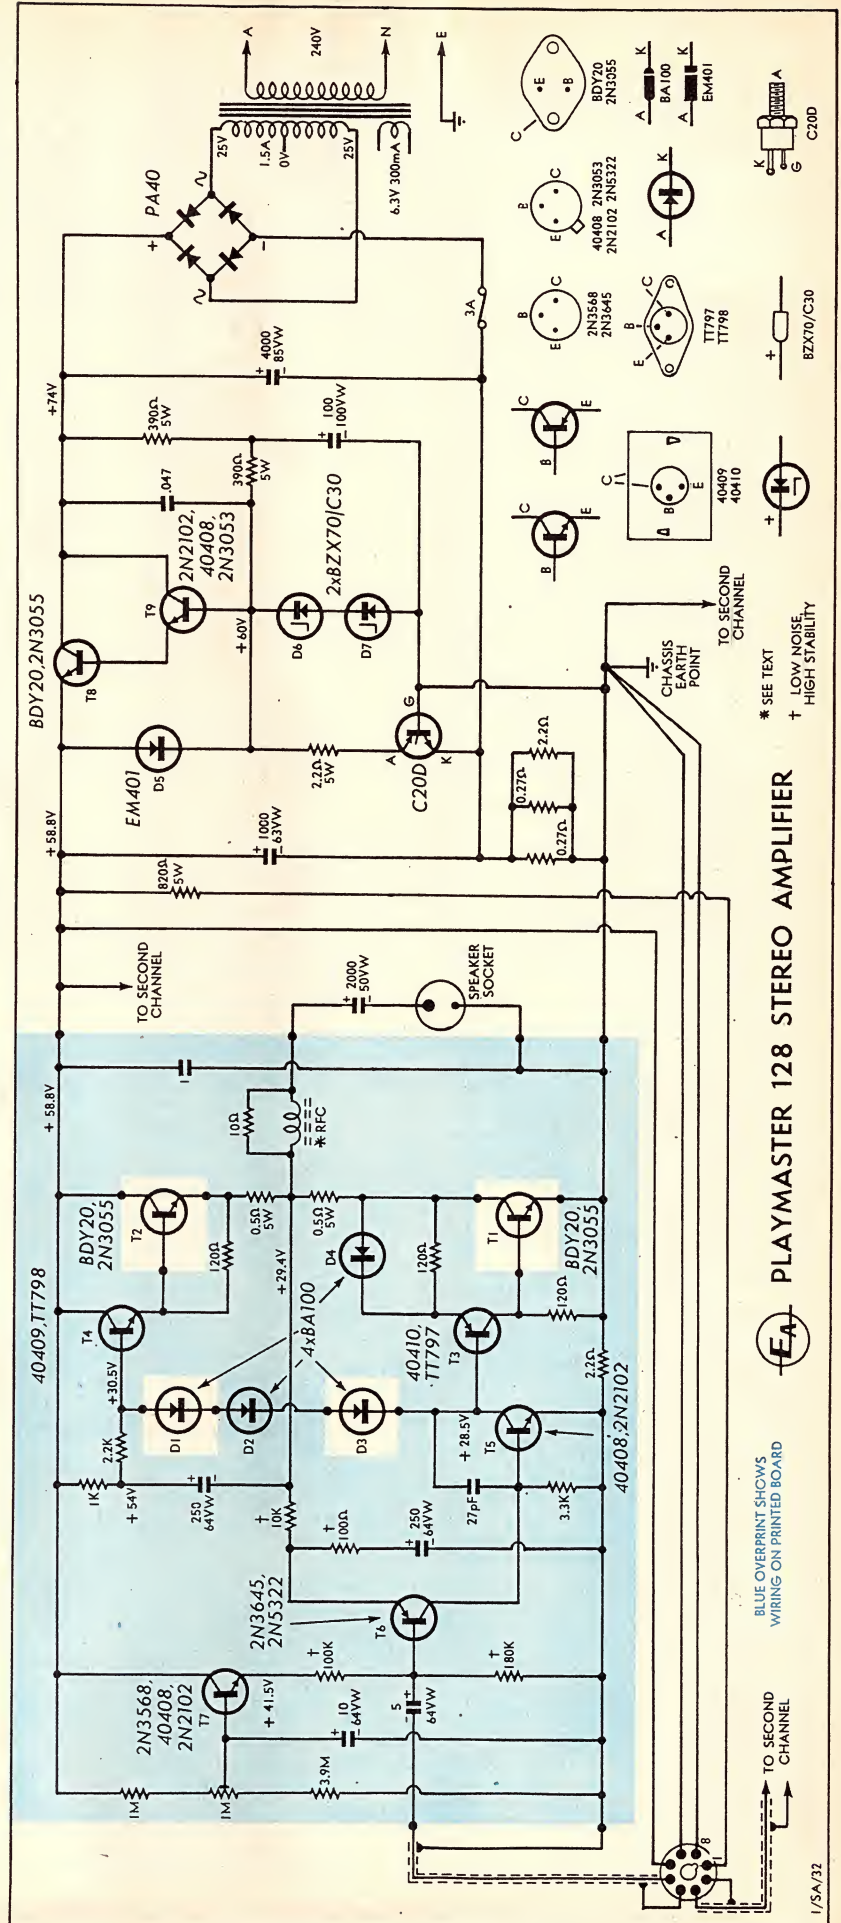 40409,TT798
BDY20,
2N3055
T2
T4
+ 58.8V
+ 58.8V
BDY20,2N3055
T8
T9
2N2102,
40408,
2N3053
EM401
D5
+74V
PA40
+
−
25V
1.5A
0V
25V
6.3V 300mA
240V
A
N
E
1K
2.2K
+30.5V
+ 54V
250
64VW
D1
D2
D3
4xBA100
D4
120Ω
0.5Ω
5W
0.5Ω
5W
+29.4V
10Ω
* RFC
1
TO SECOND
CHANNEL
820Ω
5W
1000
63VW
2.2Ω
5W
+ 60V
.047
390Ω
5W
390Ω
5W
100
100VW
4000
85VW
3A
D6
D7
2xBZX70/C30
A
G
K
C20D
0.27Ω
0.27Ω
2.2Ω
2000
50VW
SPEAKER
SOCKET
2N3568,
40408,
2N2102
T7
+ 41.5V
1M
1M
3.9M
10
64VW
† 100K
† 180K
5
64VW
2N3645,
2N5322
T6
† 10K
† 100Ω
250
64VW
27pF
3.3K
+ 28.5V
T5
40408,2N2102
40410,
TT797
T3
120Ω
120Ω
2.2Ω
T1
BDY20,
2N3055
CHASSIS
EARTH
POINT
TO SECOND
CHANNEL
B
C
E
B
C
E
B
C
E
2N3568
2N3645
B
C
E
40408 2N3053
2N2102 2N5322
C
E
B
BDY20
2N3055
C
B
E
40409
40410
C
B
E
TT797
TT798
A
K
A
K
BA100
A
K
EM401
+
+
BZX70/C30
K
G
A
C20D
* SEE TEXT
† LOW NOISE,
HIGH STABILITY
8
1
TO SECOND
CHANNEL
BLUE OVERPRINT SHOWS
WIRING ON PRINTED BOARD
EA
PLAYMASTER 128 STEREO AMPLIFIER
1/SA/32